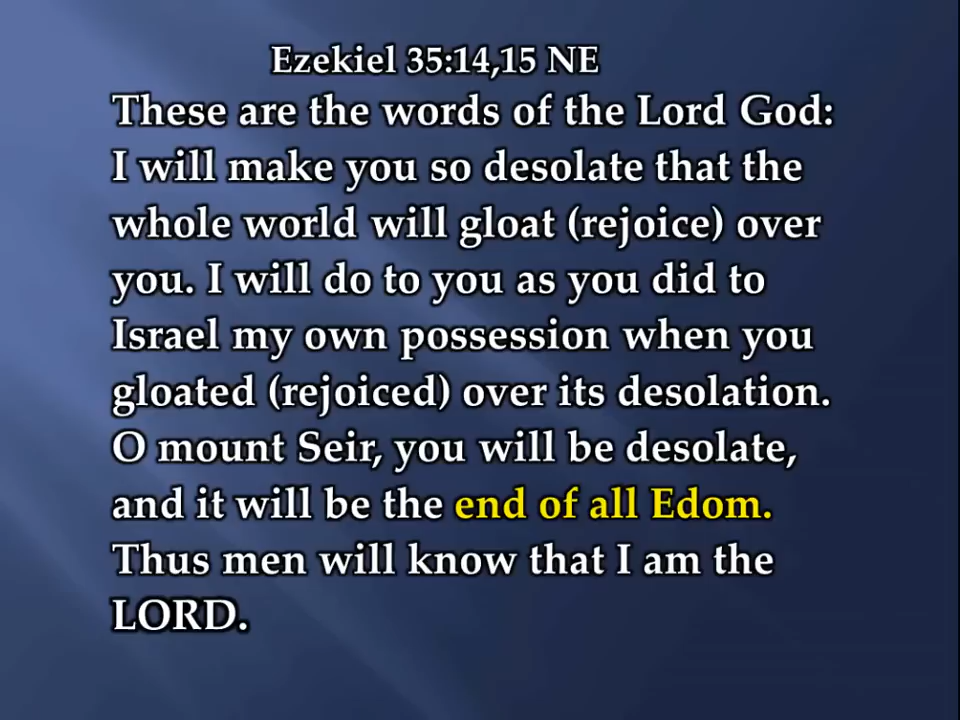 Ezekiel 35:14,15 NE
These are the words of the Lord God:
I will make you so desolate that the
whole world will gloat (rejoice) over
you. I will do to you as you did to
Israel my own possession when you
gloated (rejoiced) over its desolation.
O mount Seir, you will be desolate,
and it will be the end of all Edom.
Thus men will know that I am the
LORD.